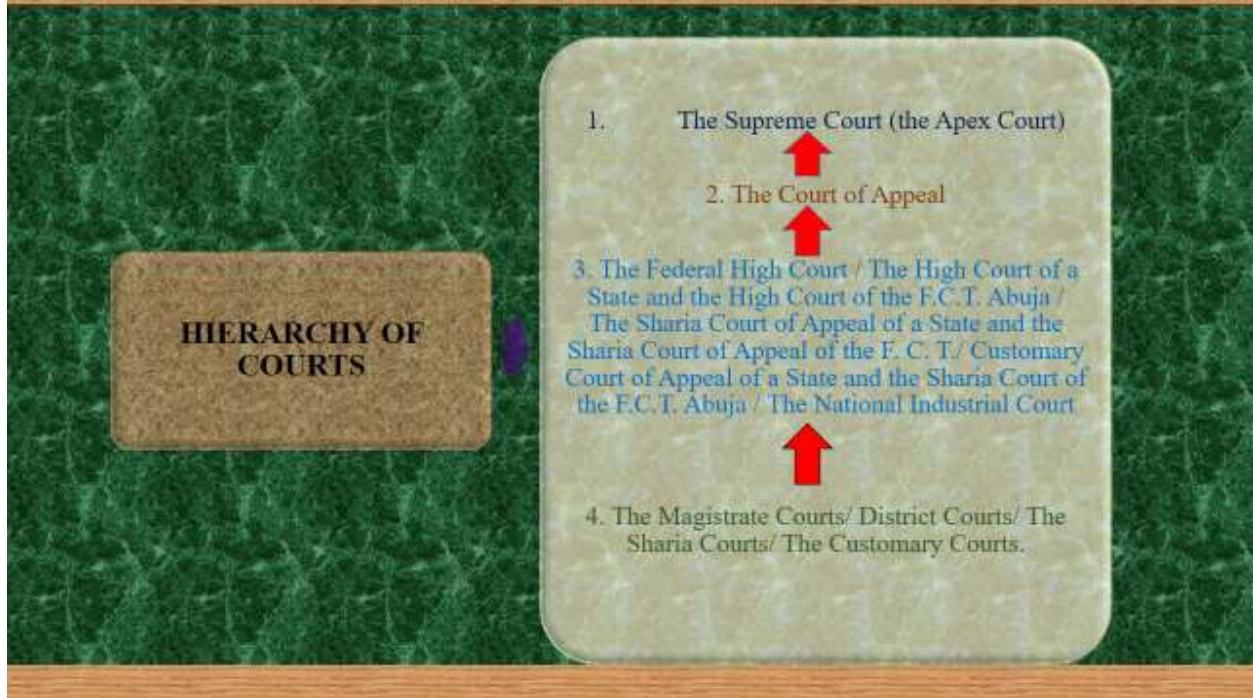 HIERARCHY OF
COURTS
1. The Supreme Court (the Apex Court)
2. The Court of Appeal
3. The Federal High Court / The High Court of a
State and the High Court of the F.C.T. Abuja /
The Sharia Court of Appeal of a State and the
Sharia Court of Appeal of the F. C. T./ Customary
Court of Appeal of a State and the Sharia Court of
the F.C.T. Abuja / The National Industrial Court
4. The Magistrate Courts/ District Courts/ The
Sharia Courts/ The Customary Courts.